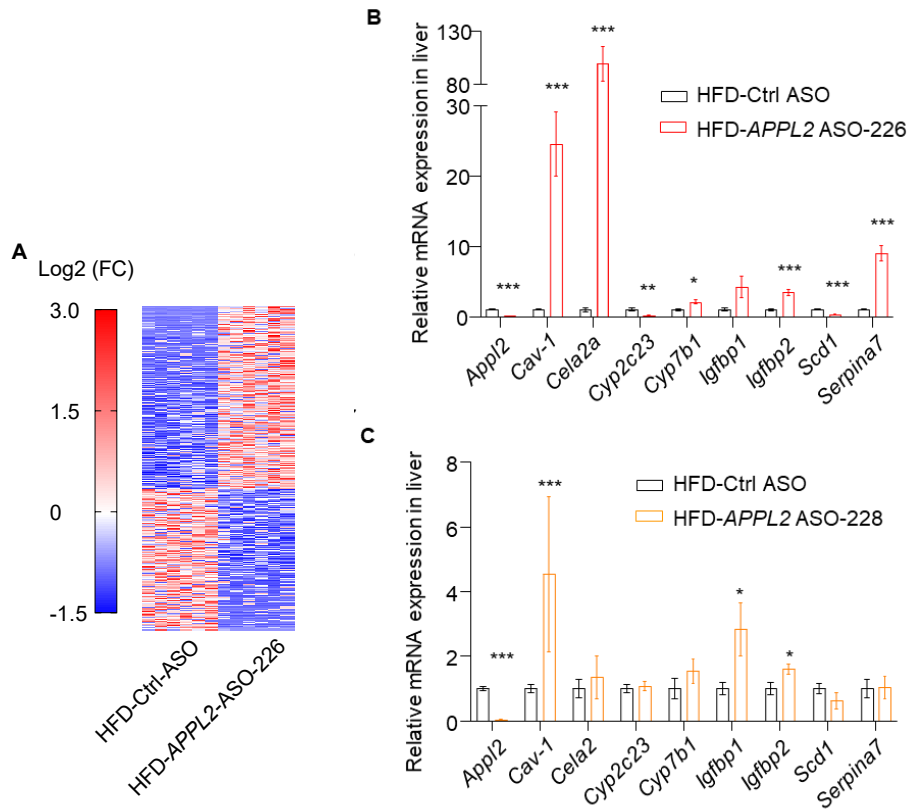 A
Log2 (FC)
3.0
1.5
0
-1.5
HFD-Ctrl-ASO
HFD-APPL2-ASO-226
B
Relative mRNA expression in liver
130
80
30
20
10
0
HFD-Ctrl ASO
HFD-APPL2 ASO-226
***
***
***
**
*
***
***
***
Appl2
Cav-1
Cela2a
Cyp2c23
Cyp7b1
Igfbp1
Igfbp2
Scd1
Serpina7
C
Relative mRNA expression in liver
8
6
4
2
0
HFD-Ctrl ASO
HFD-APPL2 ASO-228
***
***
*
*
Appl2
Cav-1
Cela2
Cyp2c23
Cyp7b1
Igfbp1
Igfbp2
Scd1
Serpina7